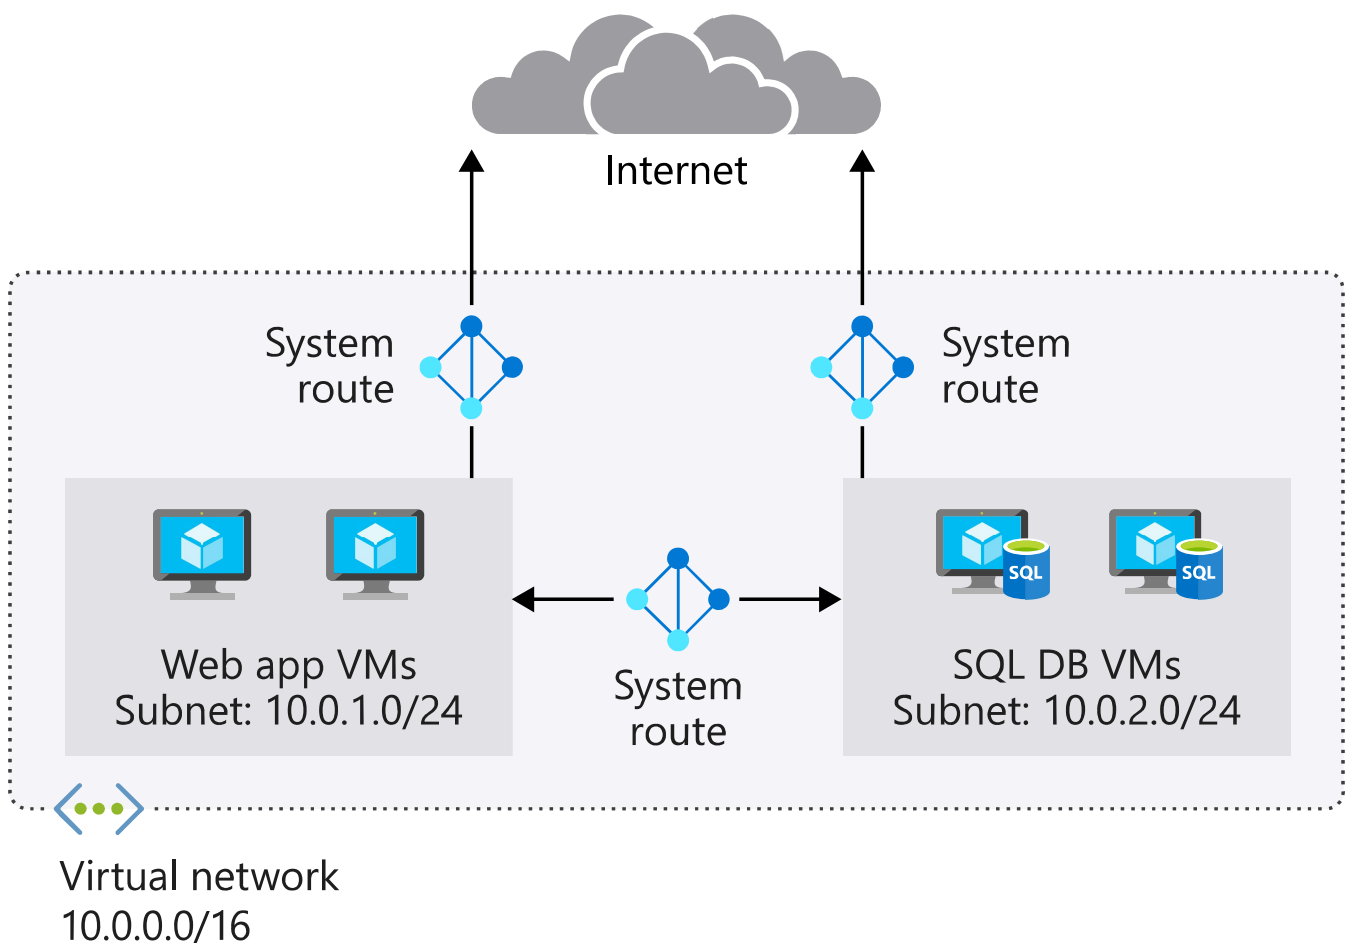 Internet
System
route
System
route
SQL
SQL
Web app VMs
Subnet: 10.0.1.0/24
System
route
SQL DB VMs
Subnet: 10.0.2.0/24
Virtual network
10.0.0.0/16